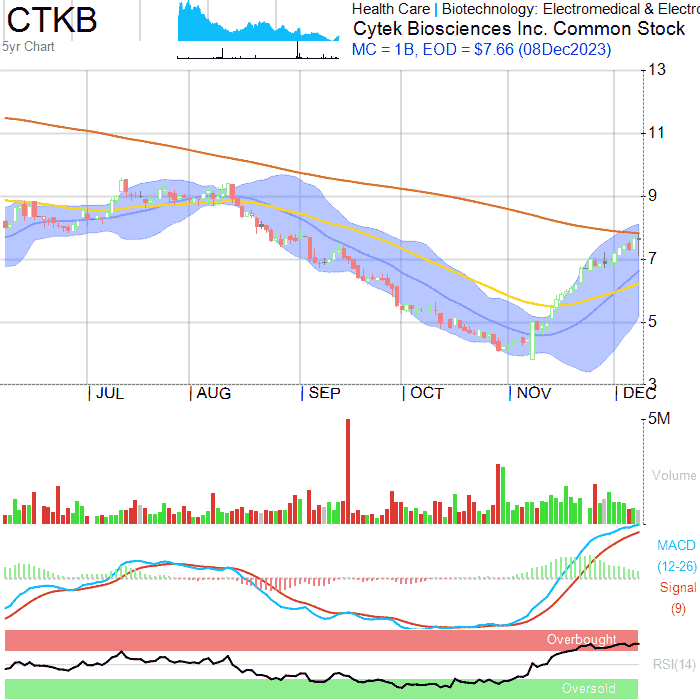 CTKB
5yr Chart
Health Care | Biotechnology: Electromedical & Electro
Cytek Biosciences Inc. Common Stock
MC = 1B, EOD = $7.66 (08Dec2023)
13
11
9
7
5
3
JUL AUG SEP OCT NOV DEC
5M
Volume
MACD
(12-26)
Signal
(9)
Overbought
RSI(14)
Oversold